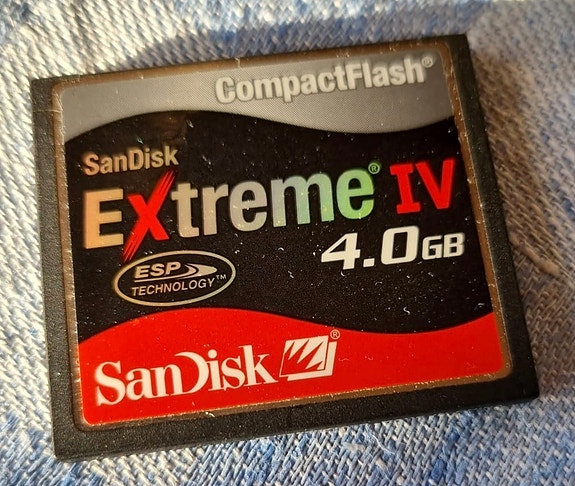 CompactFlash®
SanDisk
Extreme® IV
4.0GB
ESP
TECHNOLOGY™
SanDisk®